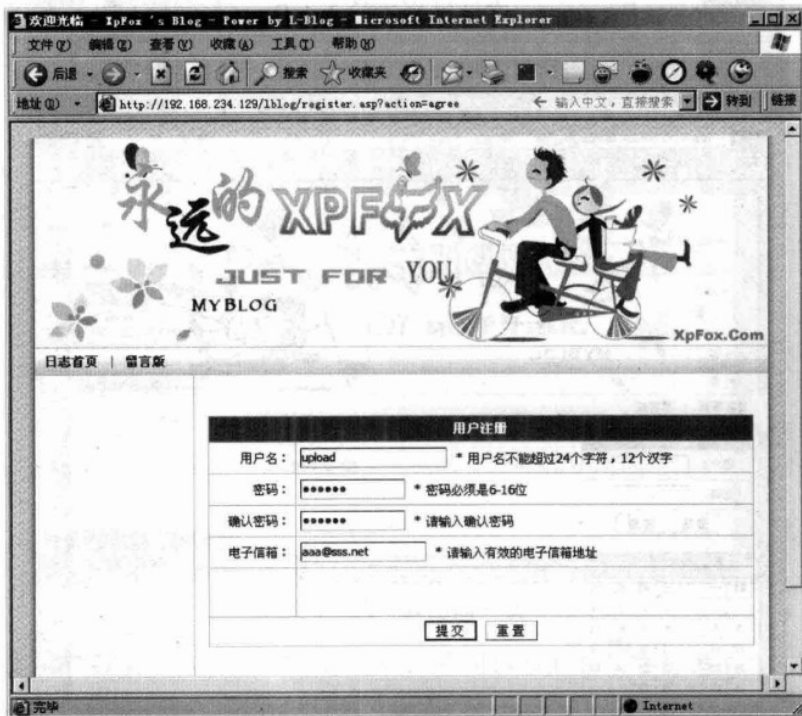 欢迎光临 - XpFox 's Blog - Power by L-Blog - Microsoft Internet Explorer
文件(F) 编辑(E) 查看(V) 收藏(A) 工具(T) 帮助(H)
后退 搜索 收藏夹
地址(D) http://192.168.234.129/lblog/register.asp?action=agree ← 输入中文，直接搜索 转到 链接
永远的 XPFOX
JUST FOR YOU
MYBLOG
XpFox.Com
日志首页 | 留言版
用户注册
用户名： upload * 用户名不能超过24个字符，12个汉字
密码： ●●●●●● * 密码必须是6-16位
确认密码： ●●●●●● * 请输入确认密码
电子信箱： aaa@sss.net * 请输入有效的电子信箱地址
提交 重置
完毕 Internet